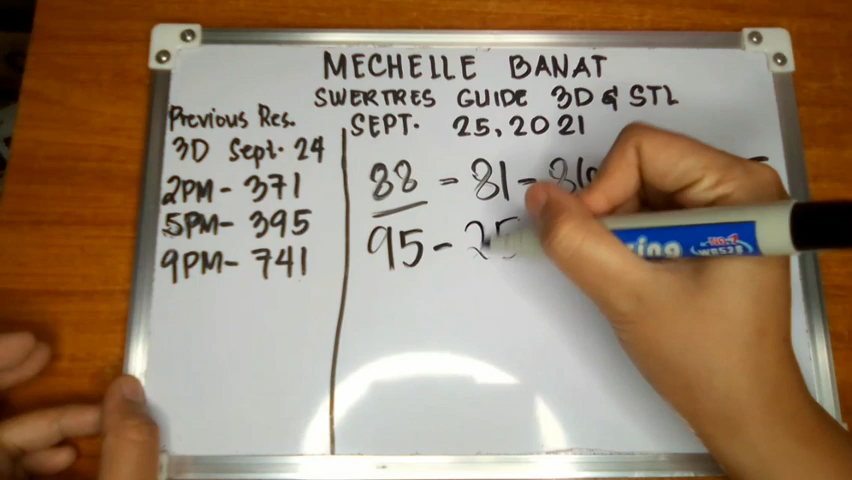 MECHELLE BANAT
SWERTRES GUIDE 3D & STL
SEPT. 25, 2021
Previous Res.
3D Sept. 24
2PM - 371
5PM - 395
9PM - 741
88 - 81 -
95 - 25